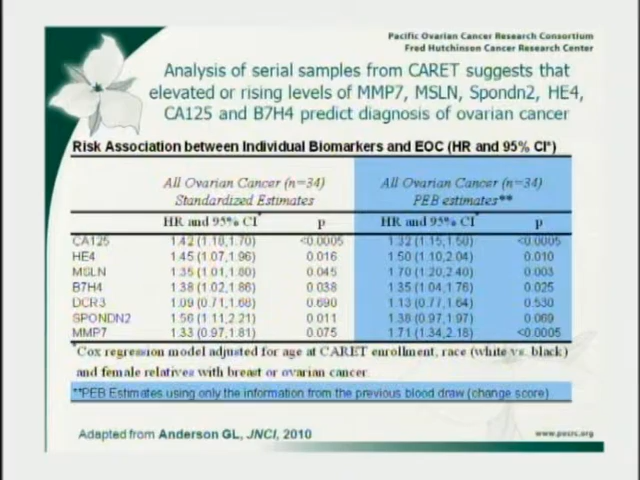 Pacific Ovarian Cancer Research Consortium
Fred Hutchinson Cancer Research Center
Analysis of serial samples from CARET suggests that
elevated or rising levels of MMP7, MSLN, Spondn2, HE4,
CA125 and B7H4 predict diagnosis of ovarian cancer
Risk Association between Individual Biomarkers and EOC (HR and 95% CI*)
All Ovarian Cancer (n=34) All Ovarian Cancer (n=34)
Standardized Estimates PEB estimates**
HR and 95% CI* p HR and 95% CI* p
CA125 1.42 (1.18,1.70) <0.0005 1.32 (1.15,1.50) <0.0005
HE4 1.45 (1.07,1.96) 0.016 1.50 (1.10,2.04) 0.010
MSLN 1.35 (1.01,1.80) 0.045 1.70 (1.20,2.40) 0.003
B7H4 1.38 (1.02,1.86) 0.038 1.35 (1.04,1.76) 0.025
DCR3 1.09 (0.71,1.68) 0.690 1.13 (0.77,1.64) 0.530
SPONDN2 1.56 (1.11,2.21) 0.011 1.38 (0.97,1.97) 0.069
MMP7 1.33 (0.97,1.81) 0.075 1.71 (1.34,2.18) <0.0005
*Cox regression model adjusted for age at CARET enrollment, race (white vs. black)
and female relatives with breast or ovarian cancer
**PEB Estimates using only the information from the previous blood draw (change score)
Adapted from Anderson GL, JNCI, 2010
www.pocrc.org